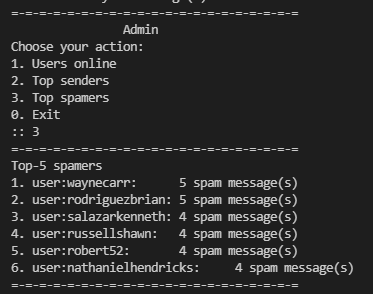 =-=-=-=-=-=-=-=-=-=-=-=-=-=-=-=-=-=-=-=-=
Admin
Choose your action:
1. Users online
2. Top senders
3. Top spamers
0. Exit
:: 3
=-=-=-=-=-=-=-=-=-=-=-=-=-=-=-=-=-=-=-=-=
Top-5 spamers
1. user:waynecarr:      5 spam message(s)
2. user:rodriguezbrian: 5 spam message(s)
3. user:salazarkenneth: 4 spam message(s)
4. user:russellshawn:   4 spam message(s)
5. user:robert52:       4 spam message(s)
6. user:nathanielhendricks:     4 spam message(s)
=-=-=-=-=-=-=-=-=-=-=-=-=-=-=-=-=-=-=-=-=